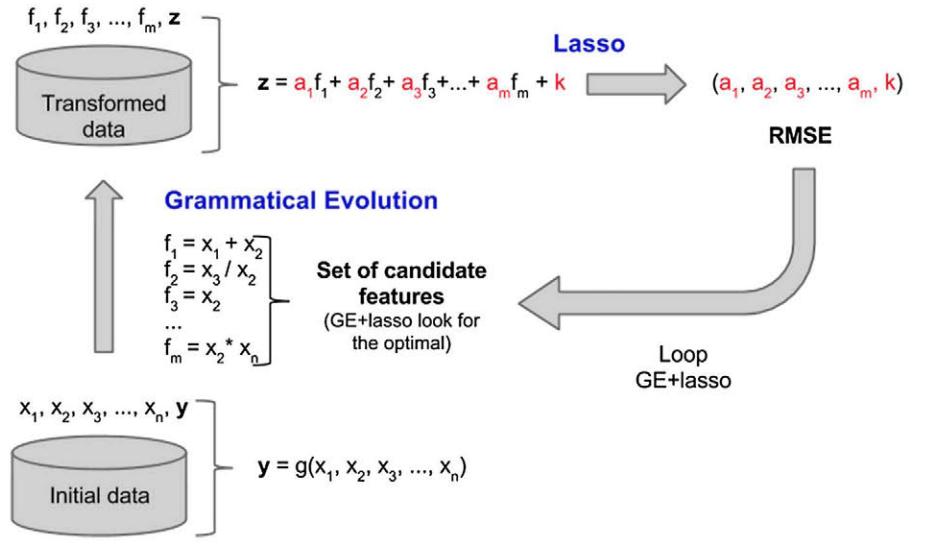 f₁, f₂, f₃, ..., fₘ, z
Transformed
data
z = a₁f₁+ a₂f₂+ a₃f₃+...+ aₘfₘ + k
Lasso
(a₁, a₂, a₃, ..., aₘ, k)
RMSE
Grammatical Evolution
f₁ = x₁ + x₂
f₂ = x₃ / x₂
f₃ = x₂
...
fₘ = x₂* xₙ
Set of candidate
features
(GE+lasso look for
the optimal)
Loop
GE+lasso
x₁, x₂, x₃, ..., xₙ, y
Initial data
y = g(x₁, x₂, x₃, ..., xₙ)